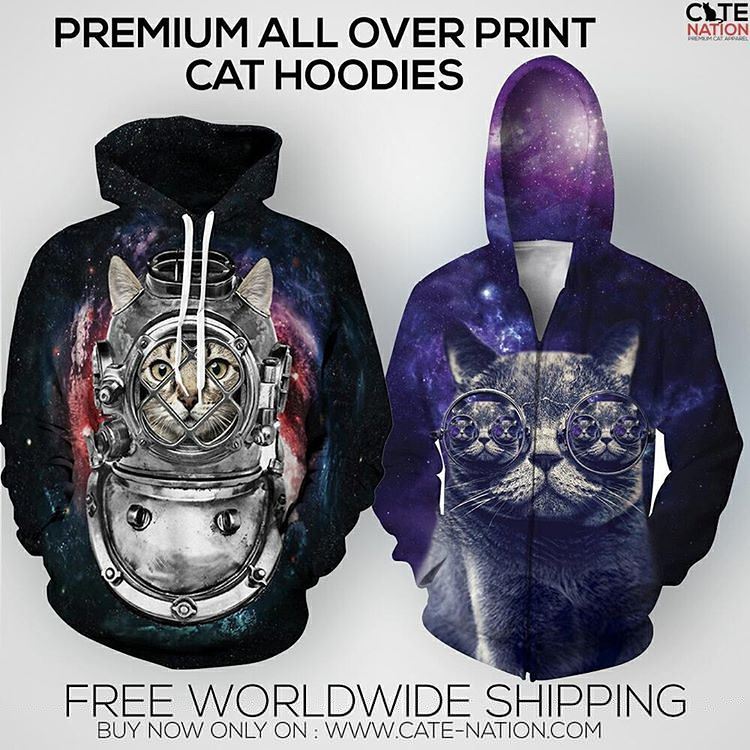 PREMIUM ALL OVER PRINT
CAT HOODIES
CATE
NATION
PREMIUM CAT APPAREL
FREE WORLDWIDE SHIPPING
BUY NOW ONLY ON : WWW.CATE-NATION.COM